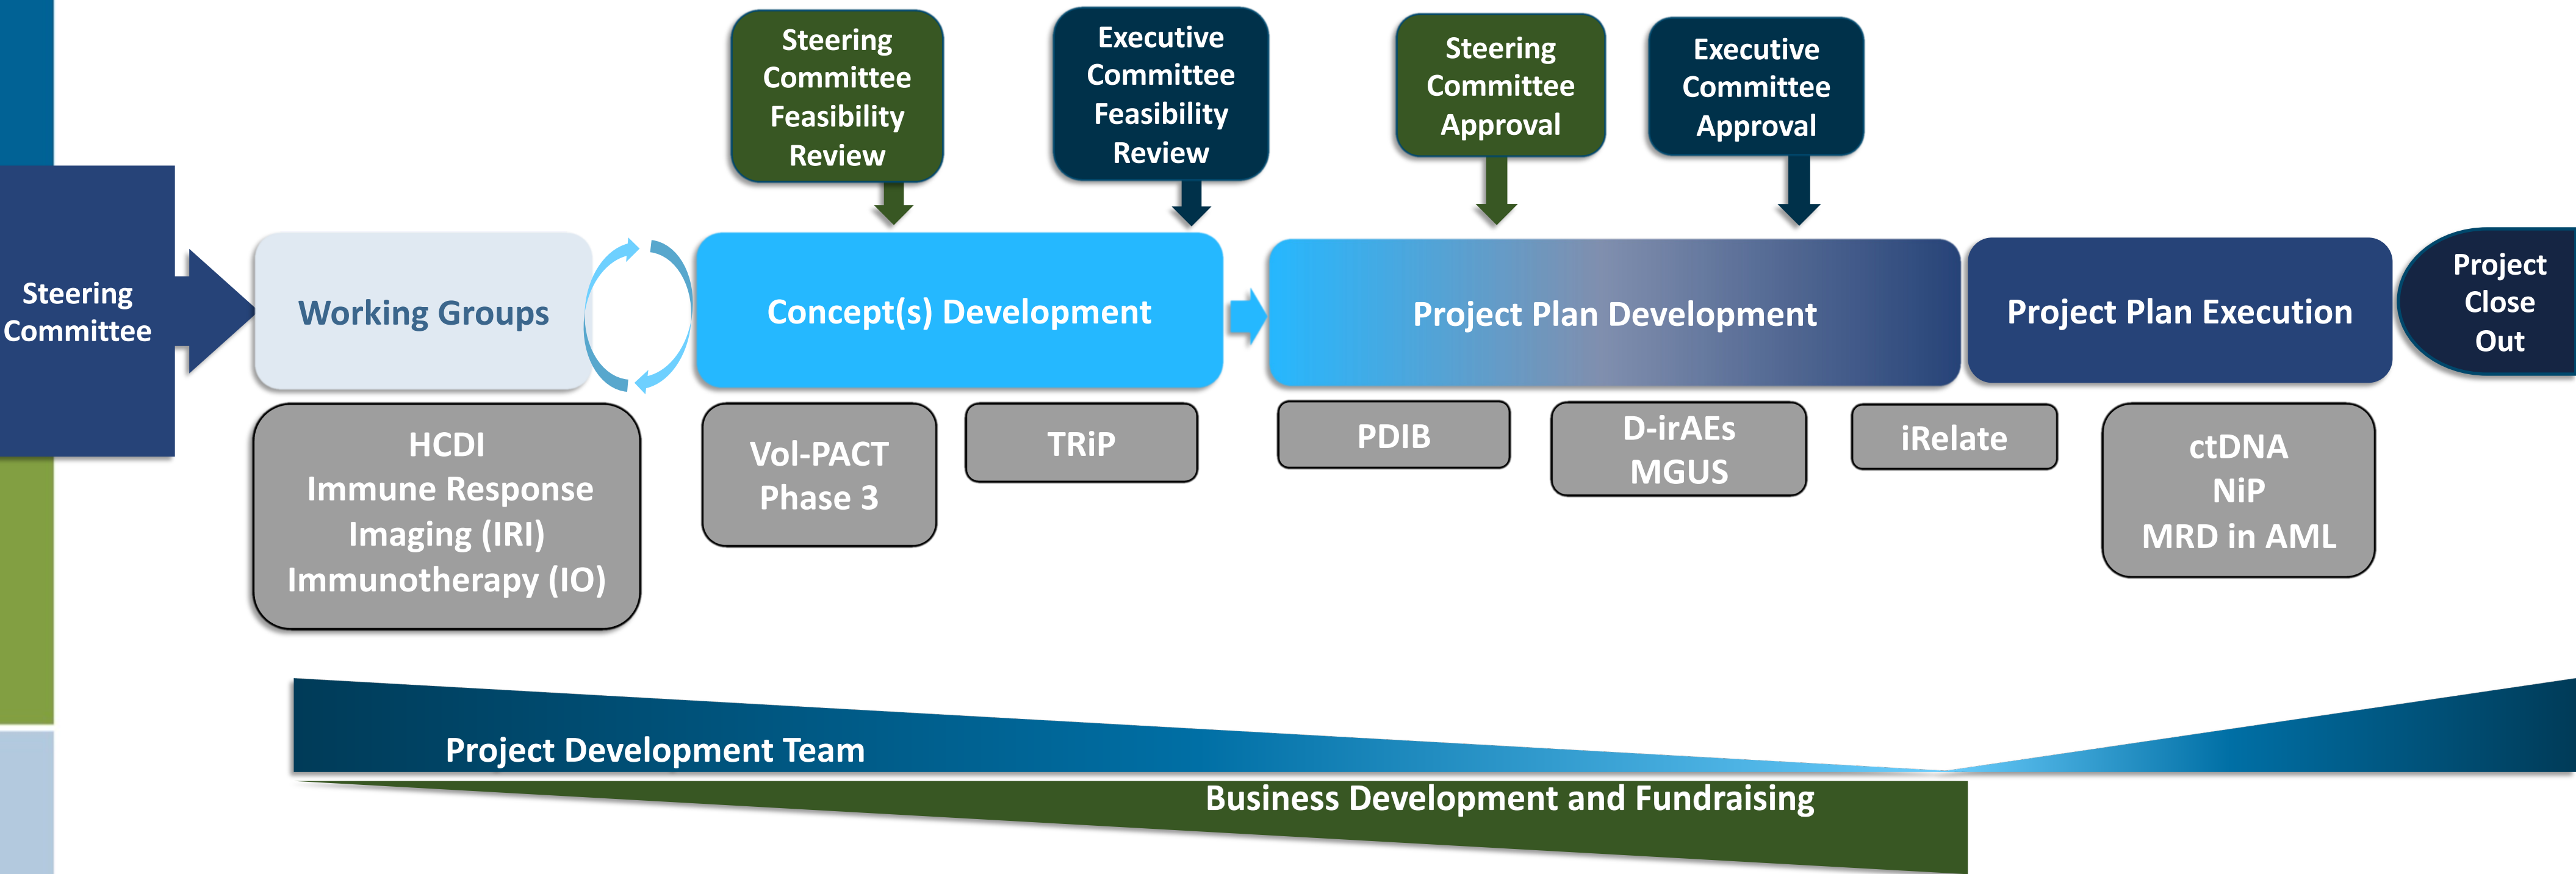 Steering
Committee
Feasibility
Review
Executive
Committee
Feasibility
Review
Steering
Committee
Approval
Executive
Committee
Approval
Steering
Committee
Working Groups
Concept(s) Development
Project Plan Development
Project Plan Execution
Project
Close
Out
HCDI
Immune Response
Imaging (IRI)
Immunotherapy (IO)
Vol-PACT
Phase 3
TRiP
PDIB
D-irAEs
MGUS
iRelate
ctDNA
NiP
MRD in AML
Project Development Team
Business Development and Fundraising